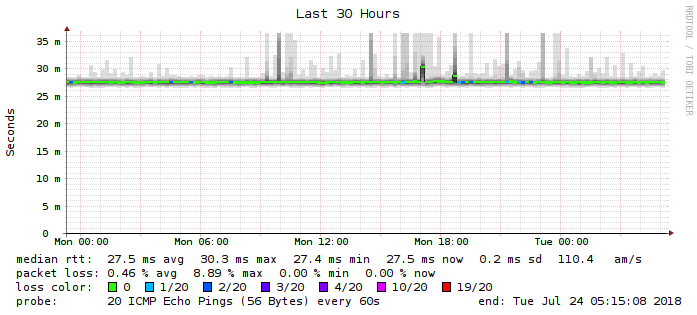 Last 30 Hours
RRDTOOL / TOBI OETIKER
Seconds
35 m
30 m
25 m
20 m
15 m
10 m
5 m
0
Mon 00:00 Mon 06:00 Mon 12:00 Mon 18:00 Tue 00:00
median rtt: 27.5 ms avg 30.3 ms max 27.4 ms min 27.5 ms now 0.2 ms sd 110.4 am/s
packet loss: 0.46 % avg 8.89 % max 0.00 % min 0.00 % now
loss color: 0 1/20 2/20 3/20 4/20 10/20 19/20
probe: 20 ICMP Echo Pings (56 Bytes) every 60s end: Tue Jul 24 05:15:08 2018